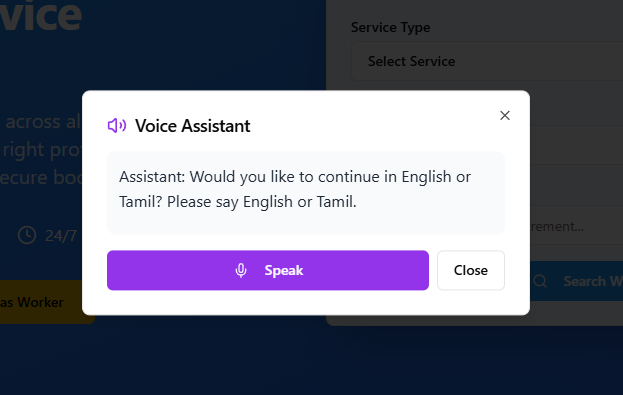 vice
Service Type
Select Service
across al
right pro
ecure boo
24/7
as Worker
rement...
Search W
Voice Assistant
Assistant: Would you like to continue in English or
Tamil? Please say English or Tamil.
Speak
Close